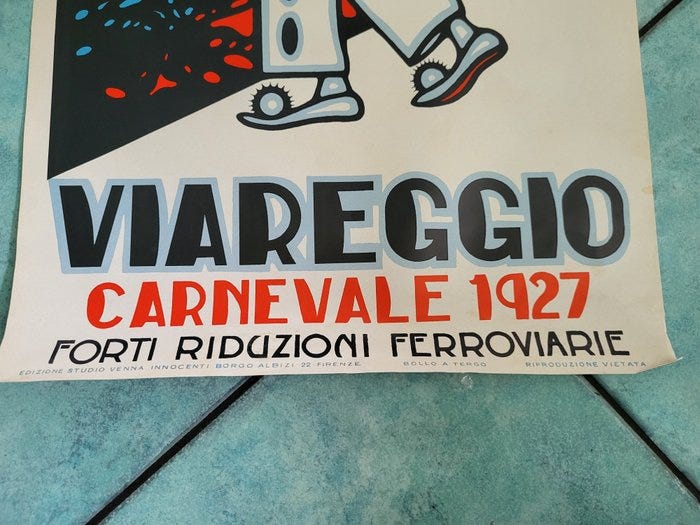 VIAREGGIO
CARNEVALE 1927
FORTI RIDUZIONI FERROVIARIE
EDIZIONE STUDIO VENNA INNOCENTI BORGO ALBIZI 22-FIRENZE. BOLLO A TERGO RIPRODUZIONE VIETATA